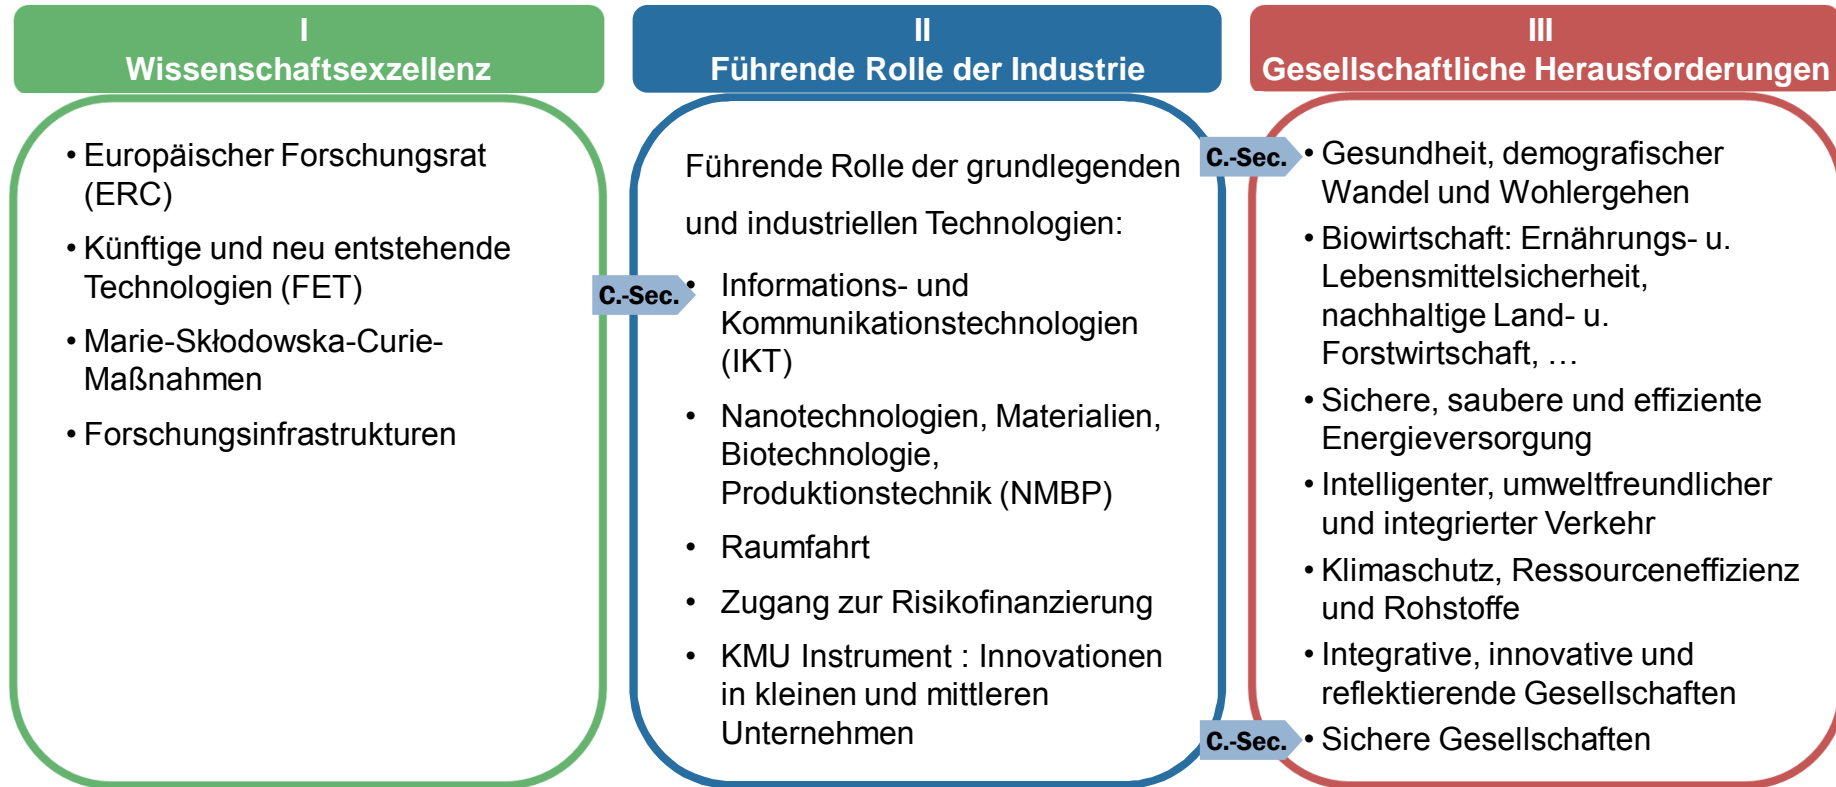 I
Wissenschaftsexzellenz
• Europäischer Forschungsrat
(ERC)
• Künftige und neu entstehende
Technologien (FET)
• Marie-Skłodowska-Curie-
Maßnahmen
• Forschungsinfrastrukturen
II
Führende Rolle der Industrie
Führende Rolle der grundlegenden
und industriellen Technologien:
C.-Sec.
• Informations- und
Kommunikationstechnologien
(IKT)
• Nanotechnologien, Materialien,
Biotechnologie,
Produktionstechnik (NMBP)
• Raumfahrt
• Zugang zur Risikofinanzierung
• KMU Instrument : Innovationen
in kleinen und mittleren
Unternehmen
III
Gesellschaftliche Herausforderungen
C.-Sec.
• Gesundheit, demografischer
Wandel und Wohlergehen
• Biowirtschaft: Ernährungs- u.
Lebensmittelsicherheit,
nachhaltige Land- u.
Forstwirtschaft, …
• Sichere, saubere und effiziente
Energieversorgung
• Intelligenter, umweltfreundlicher
und integrierter Verkehr
• Klimaschutz, Ressourceneffizienz
und Rohstoffe
• Integrative, innovative und
reflektierende Gesellschaften
C.-Sec.
• Sichere Gesellschaften